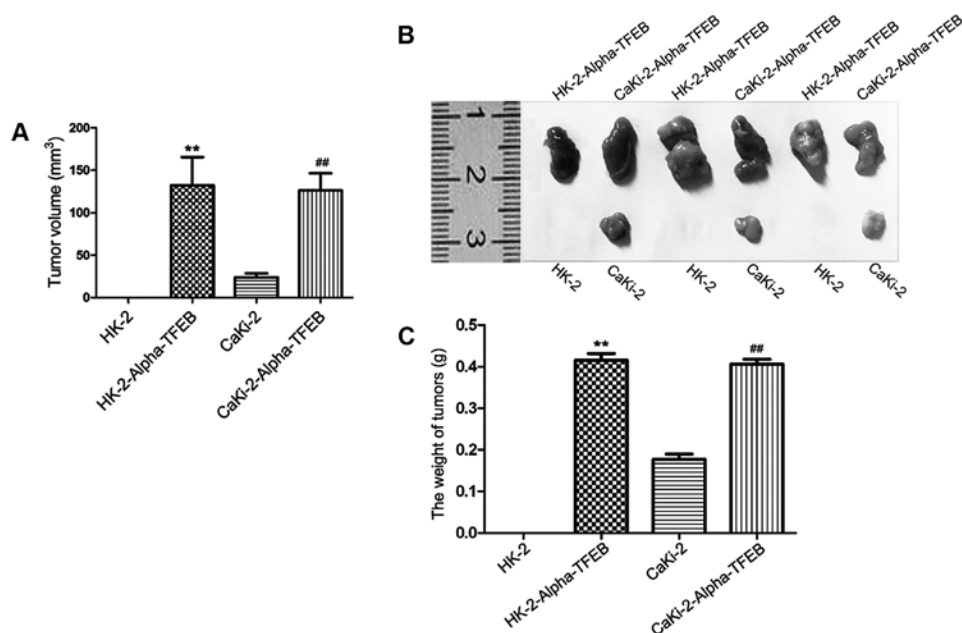 A
Tumor volume (mm³)
200
150
100
50
0
**
##
HK-2
HK-2-Alpha-TFEB
CaKi-2
CaKi-2-Alpha-TFEB
B
HK-2-Alpha-TFEB
CaKi-2-Alpha-TFEB
HK-2-Alpha-TFEB
CaKi-2-Alpha-TFEB
HK-2-Alpha-TFEB
CaKi-2-Alpha-TFEB
1
2
3
HK-2
CaKi-2
HK-2
CaKi-2
HK-2
CaKi-2
C
The weight of tumors (g)
0.5
0.4
0.3
0.2
0.1
0.0
**
##
HK-2
HK-2-Alpha-TFEB
CaKi-2
CaKi-2-Alpha-TFEB